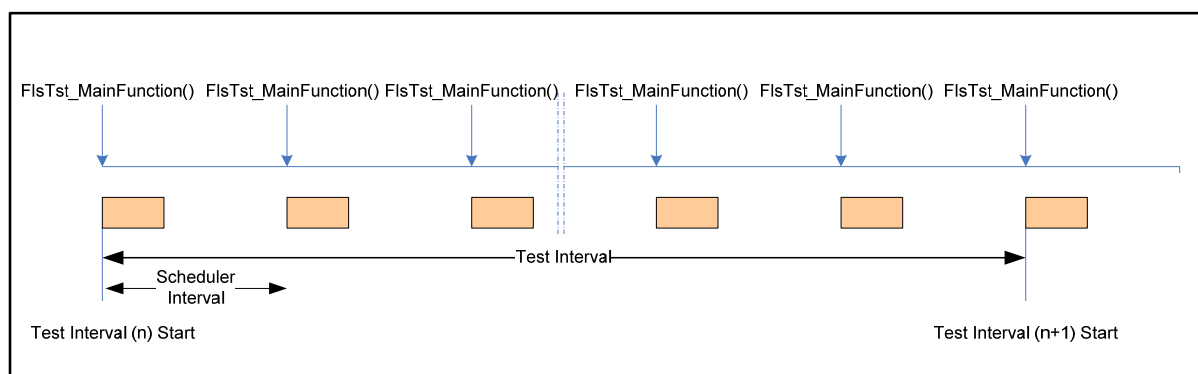 FlsTst_MainFunction() FlsTst_MainFunction() FlsTst_MainFunction() FlsTst_MainFunction() FlsTst_MainFunction() FlsTst_MainFunction()
Test Interval
Scheduler
Interval
Test Interval (n) Start
Test Interval (n+1) Start